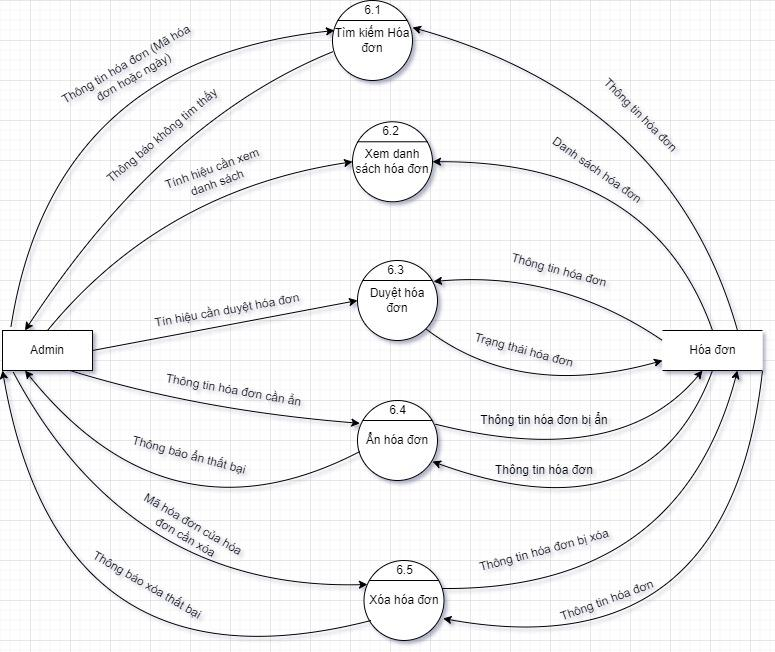 6.1
Tìm kiếm Hóa
đơn
Thông tin hóa đơn (Mã hóa
đơn hoặc ngày)
Thông báo không tìm thấy
Thông tin hóa đơn
6.2
Xem danh
sách hóa đơn
Tính hiệu cần xem
danh sách
Danh sách hóa đơn
6.3
Duyệt hóa
đơn
Tín hiệu cần duyệt hóa đơn
Thông tin hóa đơn
Trạng thái hóa đơn
Admin
Hóa đơn
6.4
Ẩn hóa đơn
Thông tin hóa đơn cần ẩn
Thông báo ẩn thất bại
Thông tin hóa đơn bị ẩn
Thông tin hóa đơn
6.5
Xóa hóa đơn
Mã hóa đơn của hóa
đơn cần xóa
Thông báo xóa thất bại
Thông tin hóa đơn bị xóa
Thông tin hóa đơn